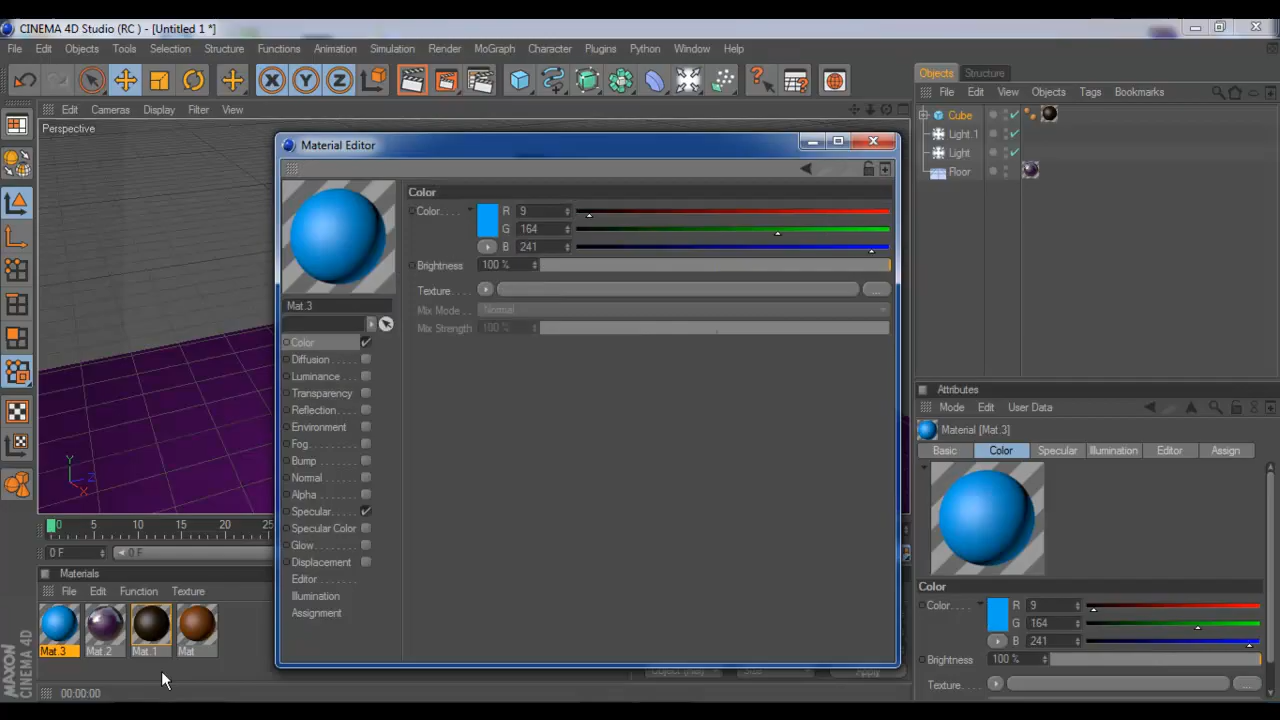 CINEMA 4D Studio (RC ) - [Untitled 1 *]
File Edit Objects Tools Selection Structure Functions Animation Simulation Render MoGraph Character Plugins Python Window Help
Objects Structure
File Edit View Objects Tags Bookmarks
Edit Cameras Display Filter View
Perspective
Cube
Light.1
Light
Floor
Material Editor
Color
Color R 9
G 164
B 241
Brightness 100 %
Texture
Mix Mode Normal
Mix Strength 100 %
Mat.3
Color
Diffusion
Luminance
Transparency
Reflection
Environment
Fog
Bump
Normal
Alpha
Specular
Specular Color
Glow
Displacement
Editor
Illumination
Assignment
X Y Z
Y
Z
X
0 5 10 15 20 25
0 F 0 F
Materials
File Edit Function Texture
Mat.3 Mat.2 Mat.1 Mat
MAXON
CINEMA 4D
00:00:00
Apply
Attributes
Mode Edit User Data
Material [Mat.3]
Basic Color Specular Illumination Editor Assign
Color
Color R 9
G 164
B 241
Brightness 100 %
Texture